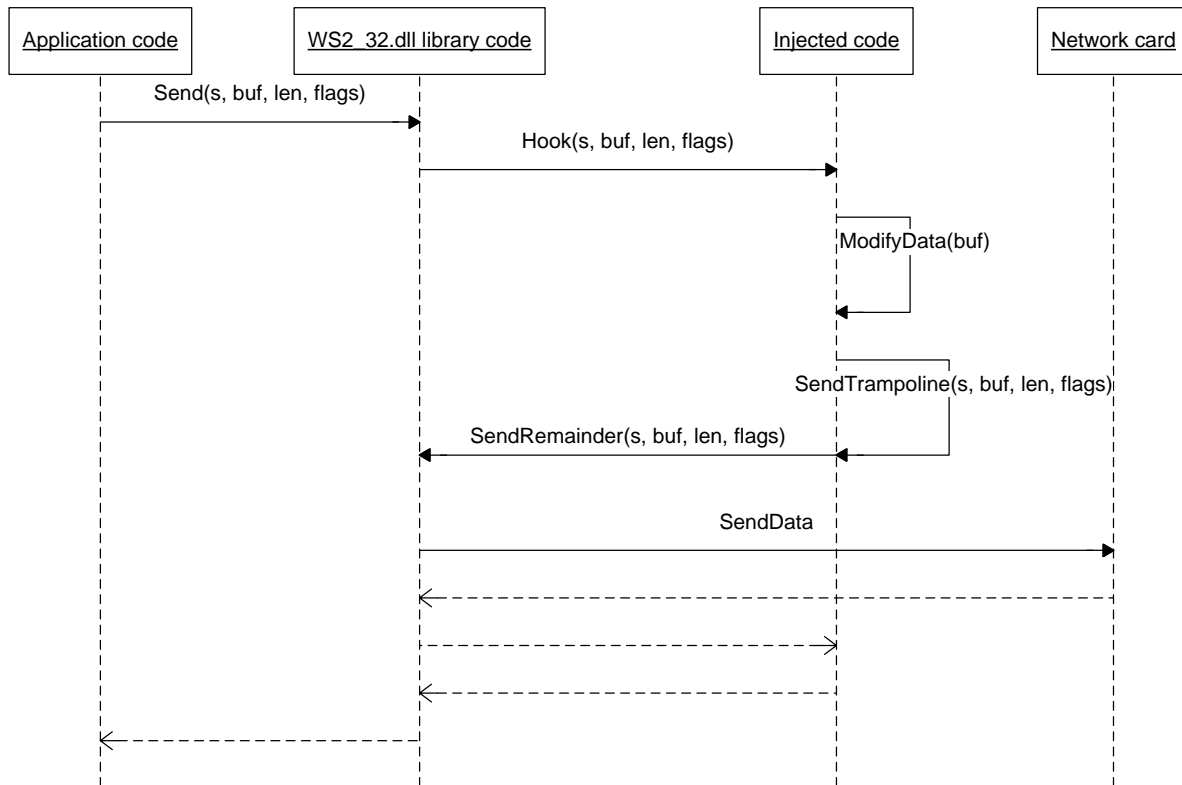 Application code
WS2_32.dll library code
Injected code
Network card
Send(s, buf, len, flags)
Hook(s, buf, len, flags)
ModifyData(buf)
SendTrampoline(s, buf, len, flags)
SendRemainder(s, buf, len, flags)
SendData